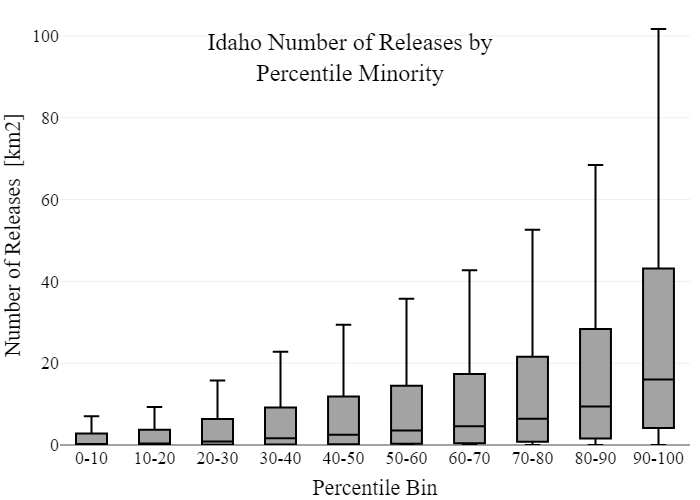 Idaho Number of Releases by
Percentile Minority
Number of Releases [km2]
100
80
60
40
20
0
0-10 10-20 20-30 30-40 40-50 50-60 60-70 70-80 80-90 90-100
Percentile Bin